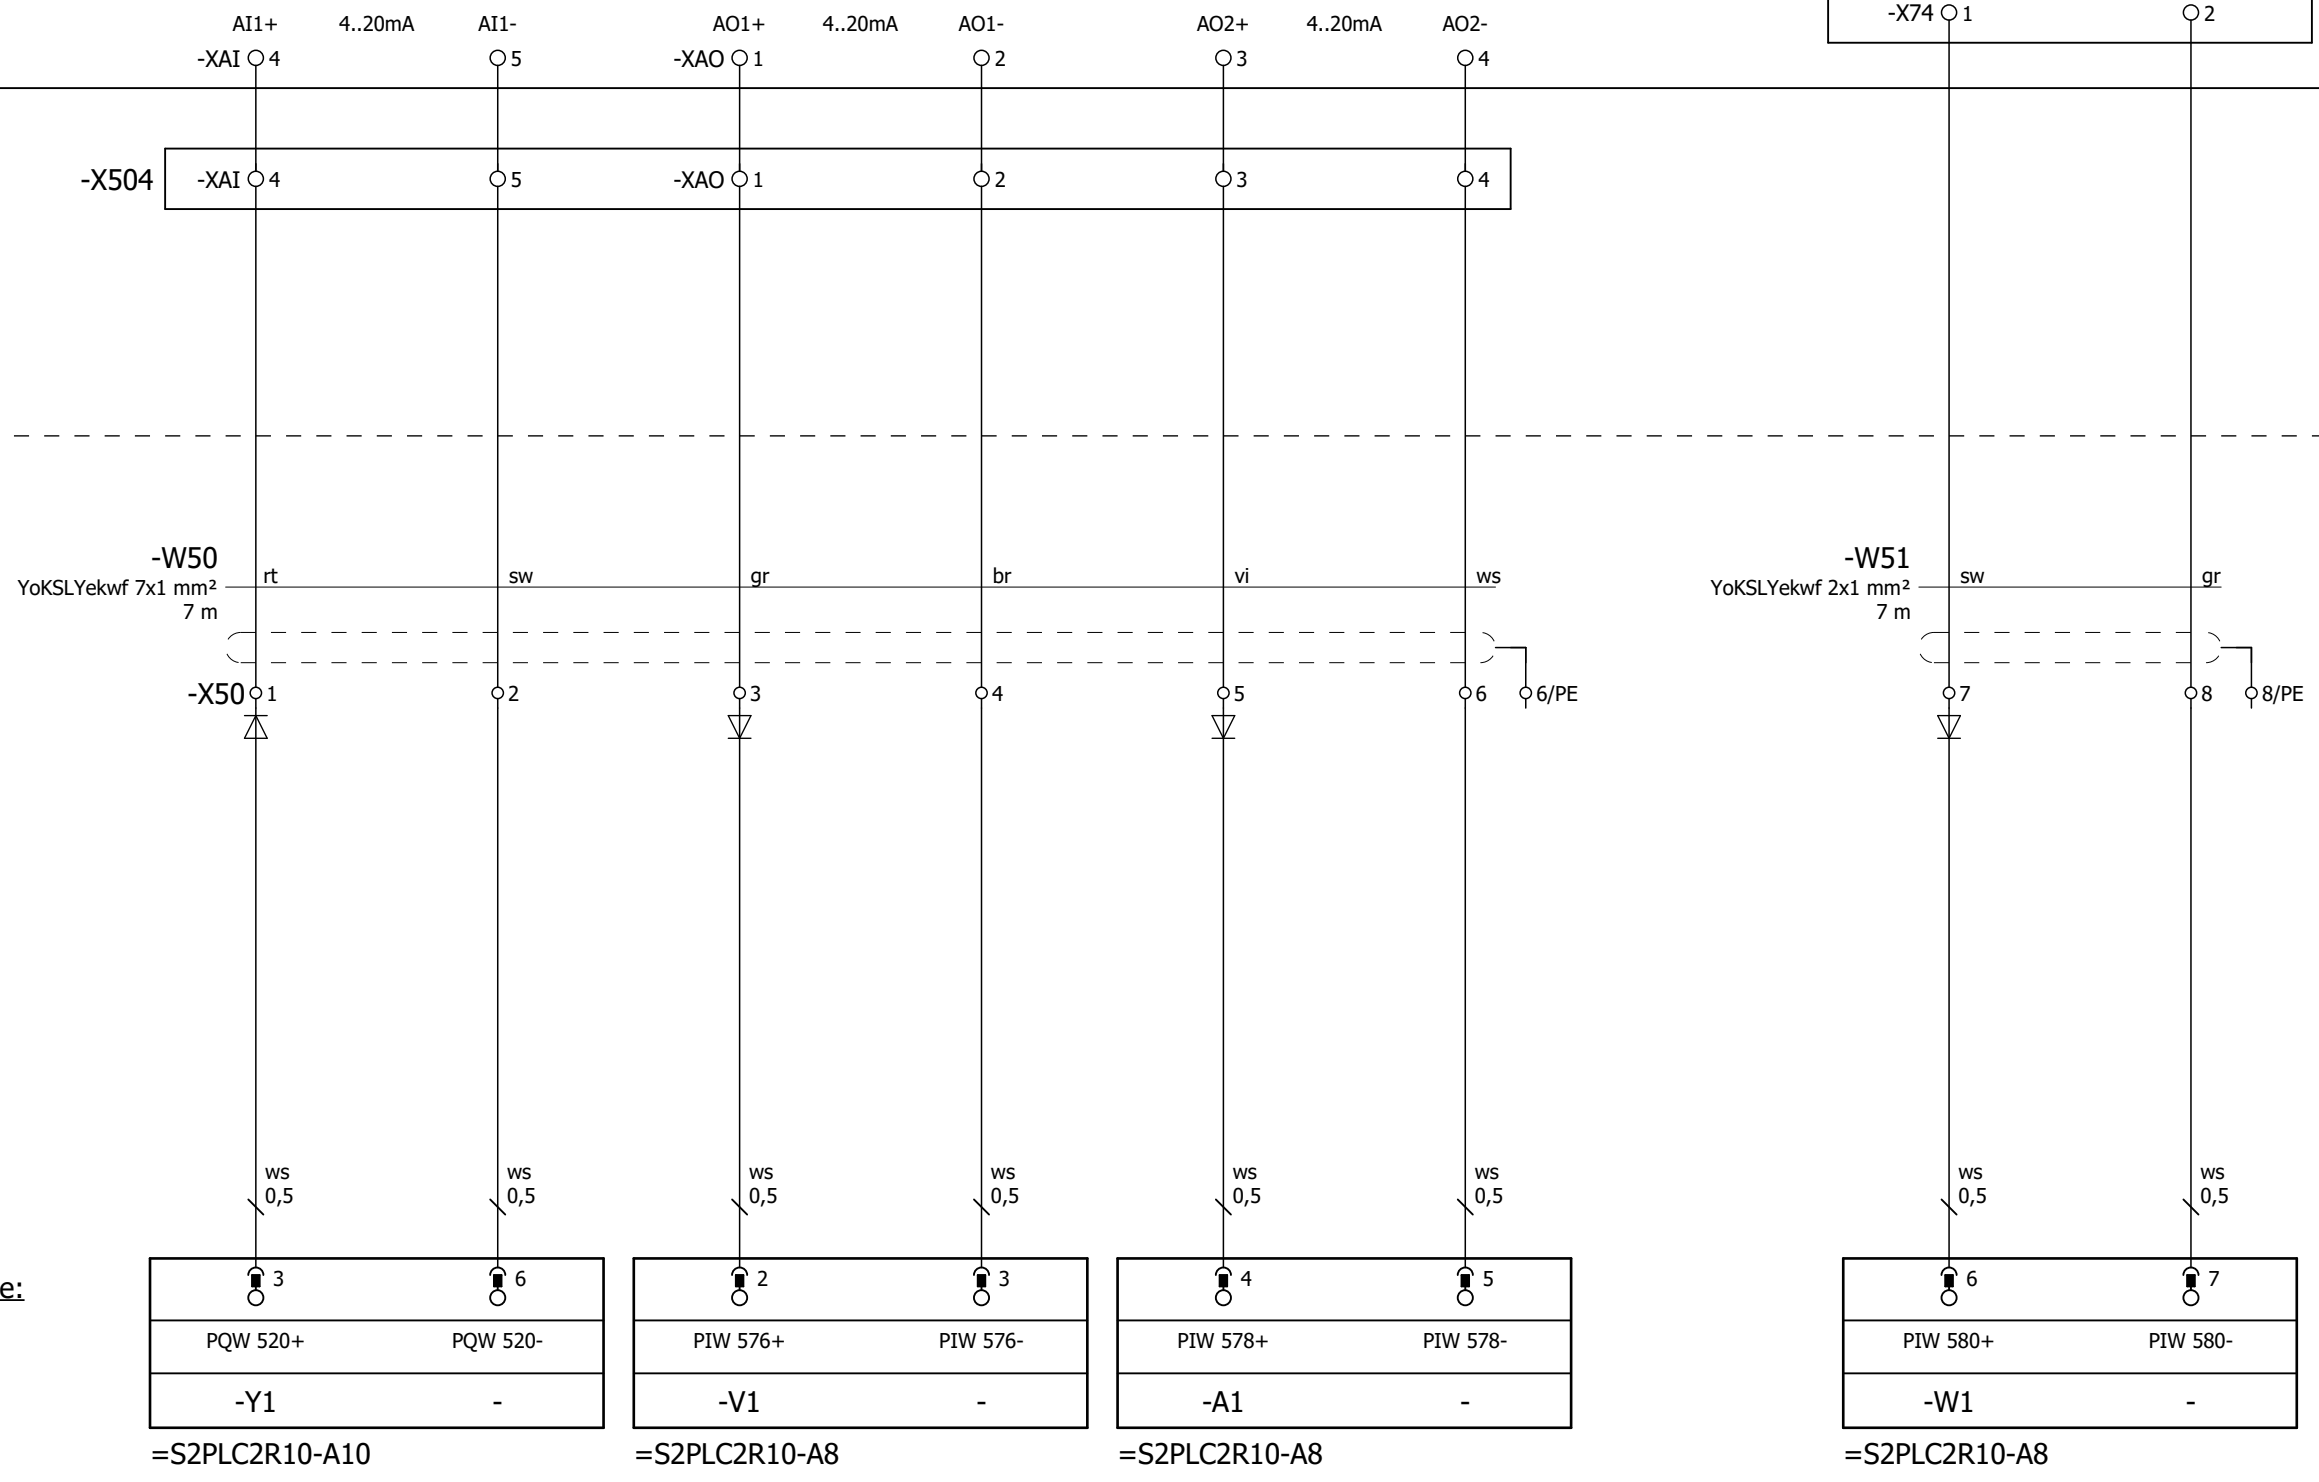 AI1+ 4..20mA AI1- AO1+ 4..20mA AO1- AO2+ 4..20mA AO2-
-X74 1 2
-XAI 4 5 -XAO 1 2 3 4
-X504 -XAI 4 5 -XAO 1 2 3 4
-W50 -W51
rt sw gr br vi ws sw gr
YoKSLYekwf 7x1 mm² YoKSLYekwf 2x1 mm²
7 m 7 m
-X50 1 2 3 4 5 6 6/PE 7 8 8/PE
ws ws ws ws ws ws ws ws
0,5 0,5 0,5 0,5 0,5 0,5 0,5 0,5
e: 3 6 2 3 4 5 6 7
PQW 520+ PQW 520- PIW 576+ PIW 576- PIW 578+ PIW 578- PIW 580+ PIW 580-
-Y1 - -V1 - -A1 - -W1 -
=S2PLC2R10-A10 =S2PLC2R10-A8 =S2PLC2R10-A8 =S2PLC2R10-A8